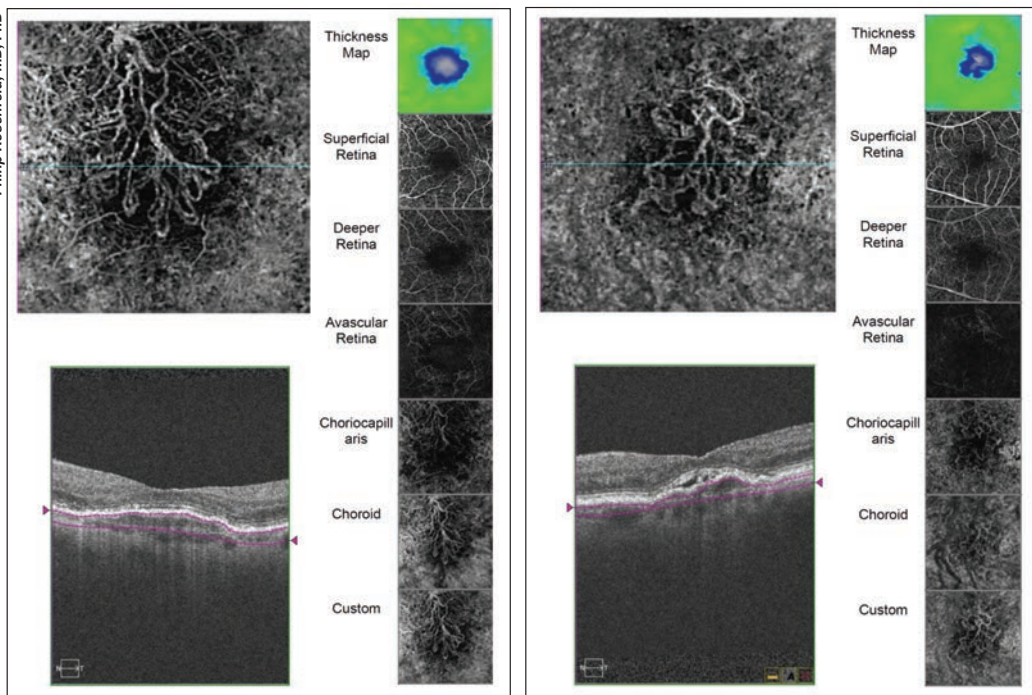 Thickness
Map
Superficial
Retina
Deeper
Retina
Avascular
Retina
Choriocapill
aris
Choroid
Custom
N
T
Thickness
Map
Superficial
Retina
Deeper
Retina
Avascular
Retina
Choriocapill
aris
Choroid
Custom
N
T
A